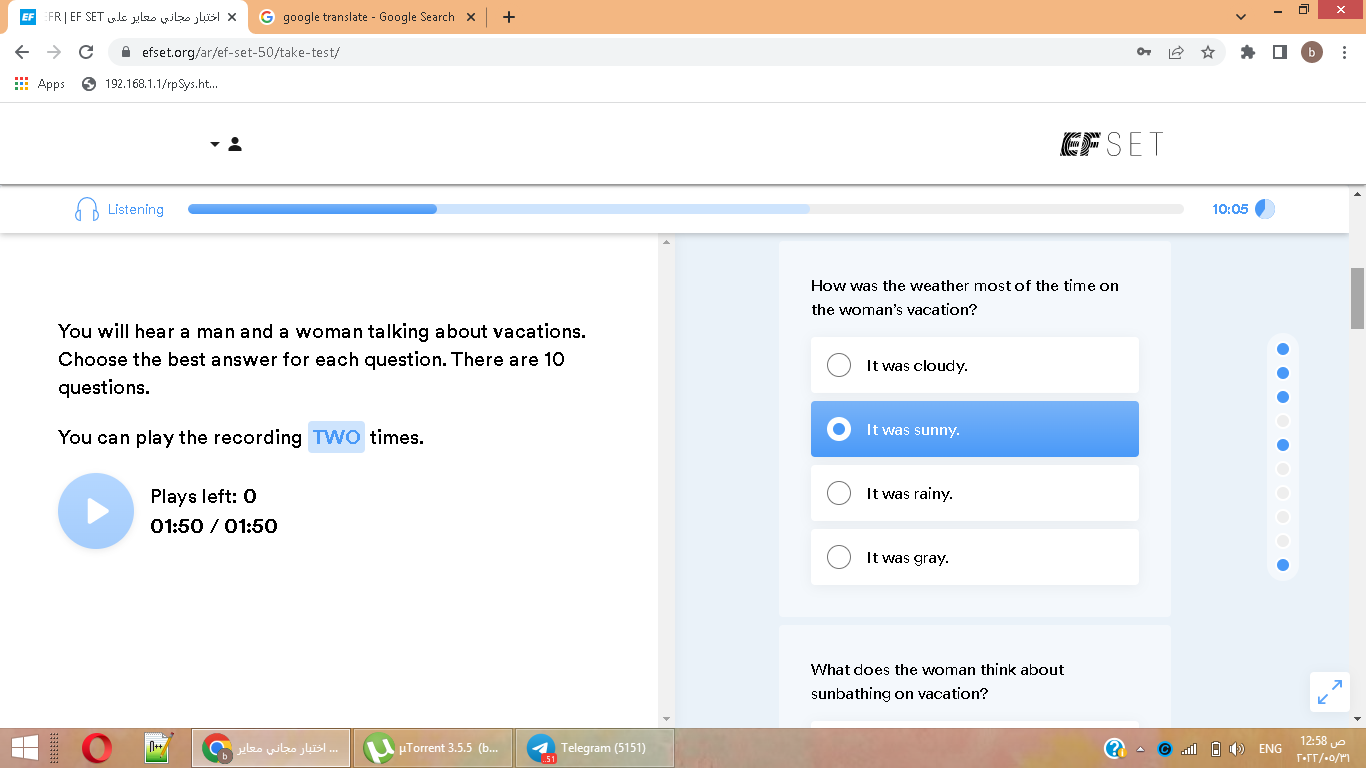 اختبار مجاني معاير على EFR | EF SET
google translate - Google Search
efset.org/ar/ef-set-50/take-test/
b
Apps
192.168.1.1/rpSys.ht...
EF SET
Listening
10:05
You will hear a man and a woman talking about vacations.
Choose the best answer for each question. There are 10
questions.
You can play the recording TWO times.
Plays left: 0
01:50 / 01:50
How was the weather most of the time on
the woman's vacation?
It was cloudy.
It was sunny.
It was rainy.
It was gray.
What does the woman think about
sunbathing on vacation?
اختبار مجاني معاير ...
µTorrent 3.5.5 (b...
Telegram (5151)
ENG
12:58 ص
٢٠٢٢/٠٥/٣١